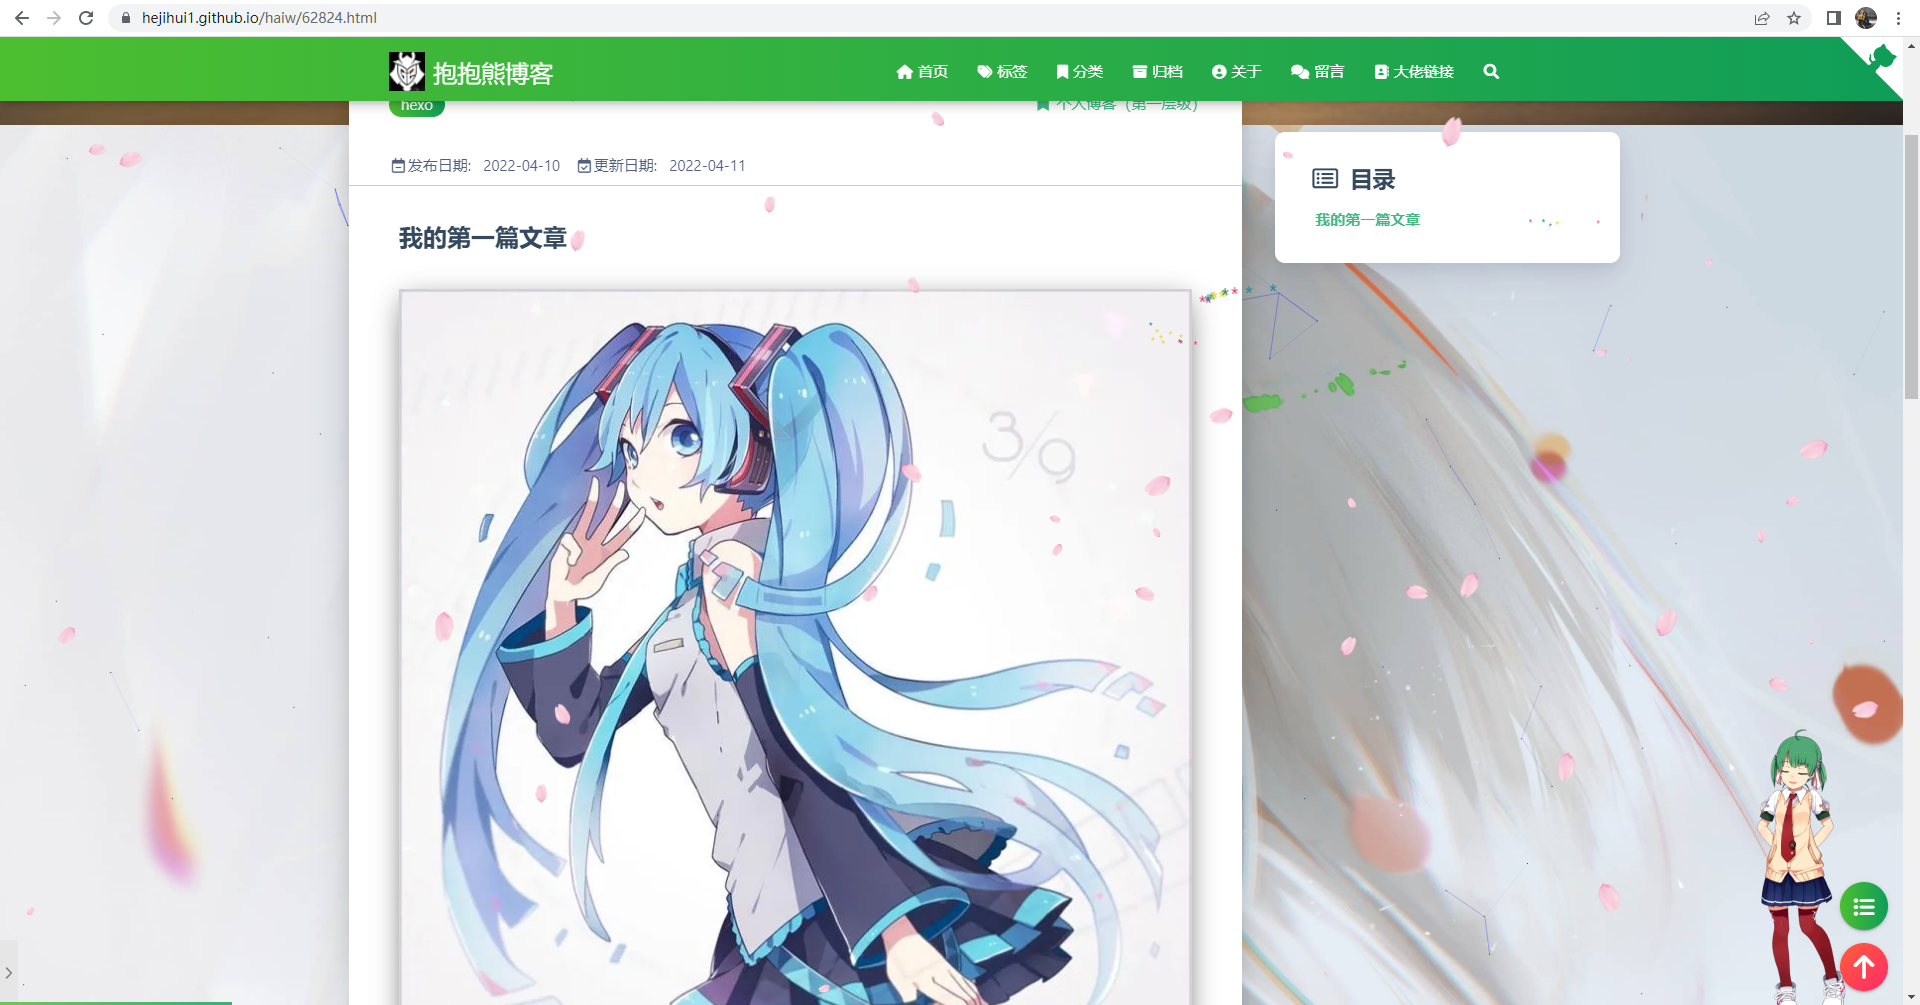 hejihui1.github.io/haiw/62824.html
抱抱熊博客
首页 标签 分类 归档 关于 留言 大佬链接
hexo
个人博客（第一层级）
发布日期: 2022-04-10 更新日期: 2022-04-11
目录
我的第一篇文章
我的第一篇文章
3/9